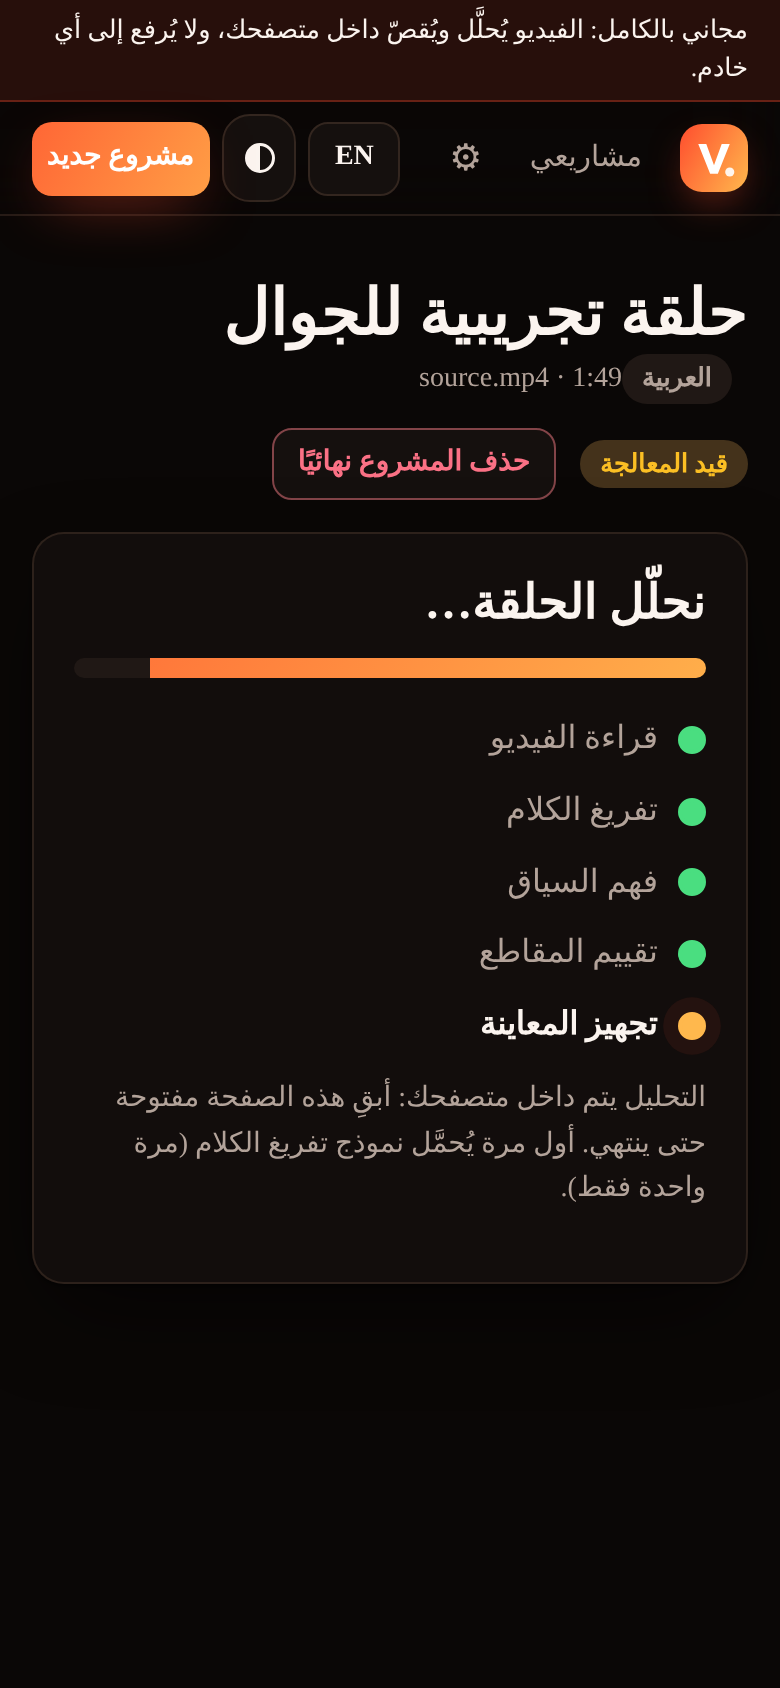 مجاني بالكامل: الفيديو يُحلَّل ويُقصّ داخل متصفحك، ولا يُرفع إلى أي
خادم.
V.
مشاريعي
EN
مشروع جديد
حلقة تجريبية للجوال
العربية
source.mp4 · 1:49
قيد المعالجة
حذف المشروع نهائيًا
نحلّل الحلقة…
قراءة الفيديو
تفريغ الكلام
فهم السياق
تقييم المقاطع
تجهيز المعاينة
التحليل يتم داخل متصفحك: أبقِ هذه الصفحة مفتوحة
حتى ينتهي. أول مرة يُحمَّل نموذج تفريغ الكلام (مرة
واحدة فقط).